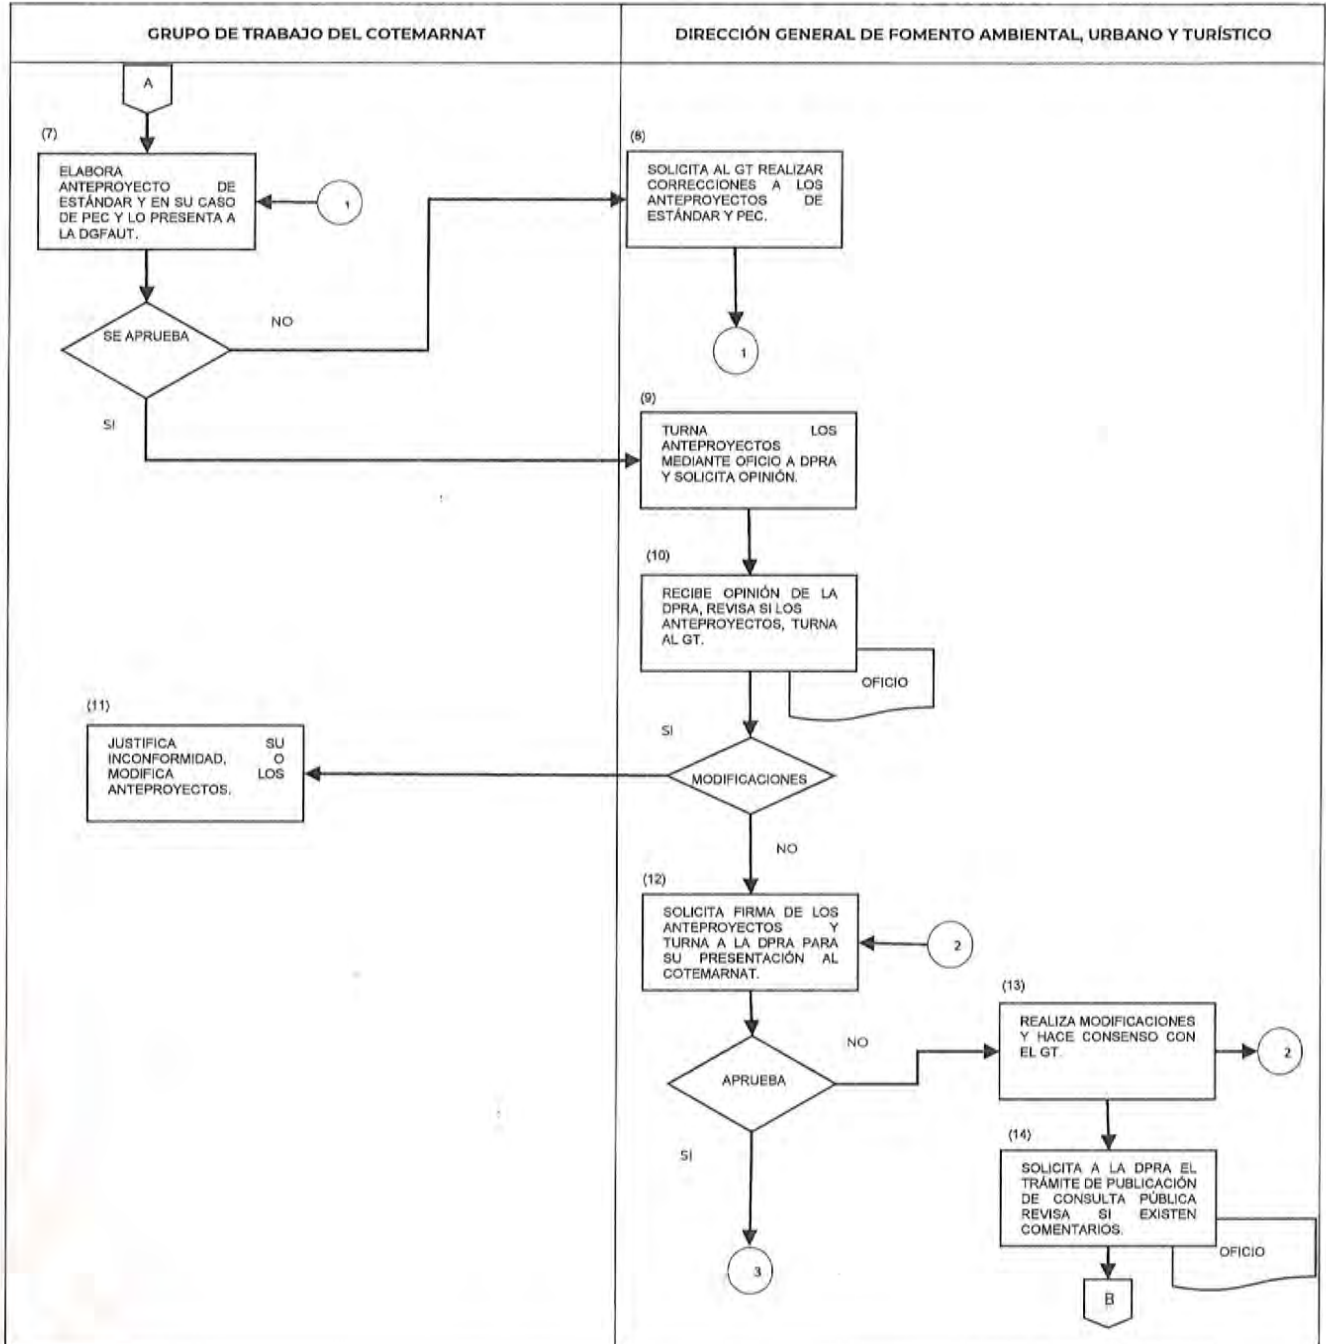 GRUPO DE TRABAJO DEL COTEMARNAT
DIRECCIÓN GENERAL DE FOMENTO AMBIENTAL, URBANO Y TURÍSTICO
A
(7)
ELABORA
ANTEPROYECTO DE
ESTÁNDAR Y EN SU CASO
DE PEC Y LO PRESENTA A
LA DGFAUT.
1
(8)
SOLICITA AL GT REALIZAR
CORRECCIONES A LOS
ANTEPROYECTOS DE
ESTÁNDAR Y PEC.
SE APRUEBA
NO
1
SI
(9)
TURNA LOS
ANTEPROYECTOS
MEDIANTE OFICIO A DPRA
Y SOLICITA OPINIÓN.
(10)
RECIBE OPINIÓN DE LA
DPRA, REVISA SI LOS
ANTEPROYECTOS, TURNA
AL GT.
OFICIO
(11)
JUSTIFICA SU
INCONFORMIDAD, O
MODIFICA LOS
ANTEPROYECTOS.
SI
MODIFICACIONES
NO
(12)
SOLICITA FIRMA DE LOS
ANTEPROYECTOS Y
TURNA A LA DPRA PARA
SU PRESENTACIÓN AL
COTEMARNAT.
2
APRUEBA
NO
(13)
REALIZA MODIFICACIONES
Y HACE CONSENSO CON
EL GT.
2
SI
3
(14)
SOLICITA A LA DPRA EL
TRÁMITE DE PUBLICACIÓN
DE CONSULTA PÚBLICA
REVISA SI EXISTEN
COMENTARIOS.
OFICIO
B